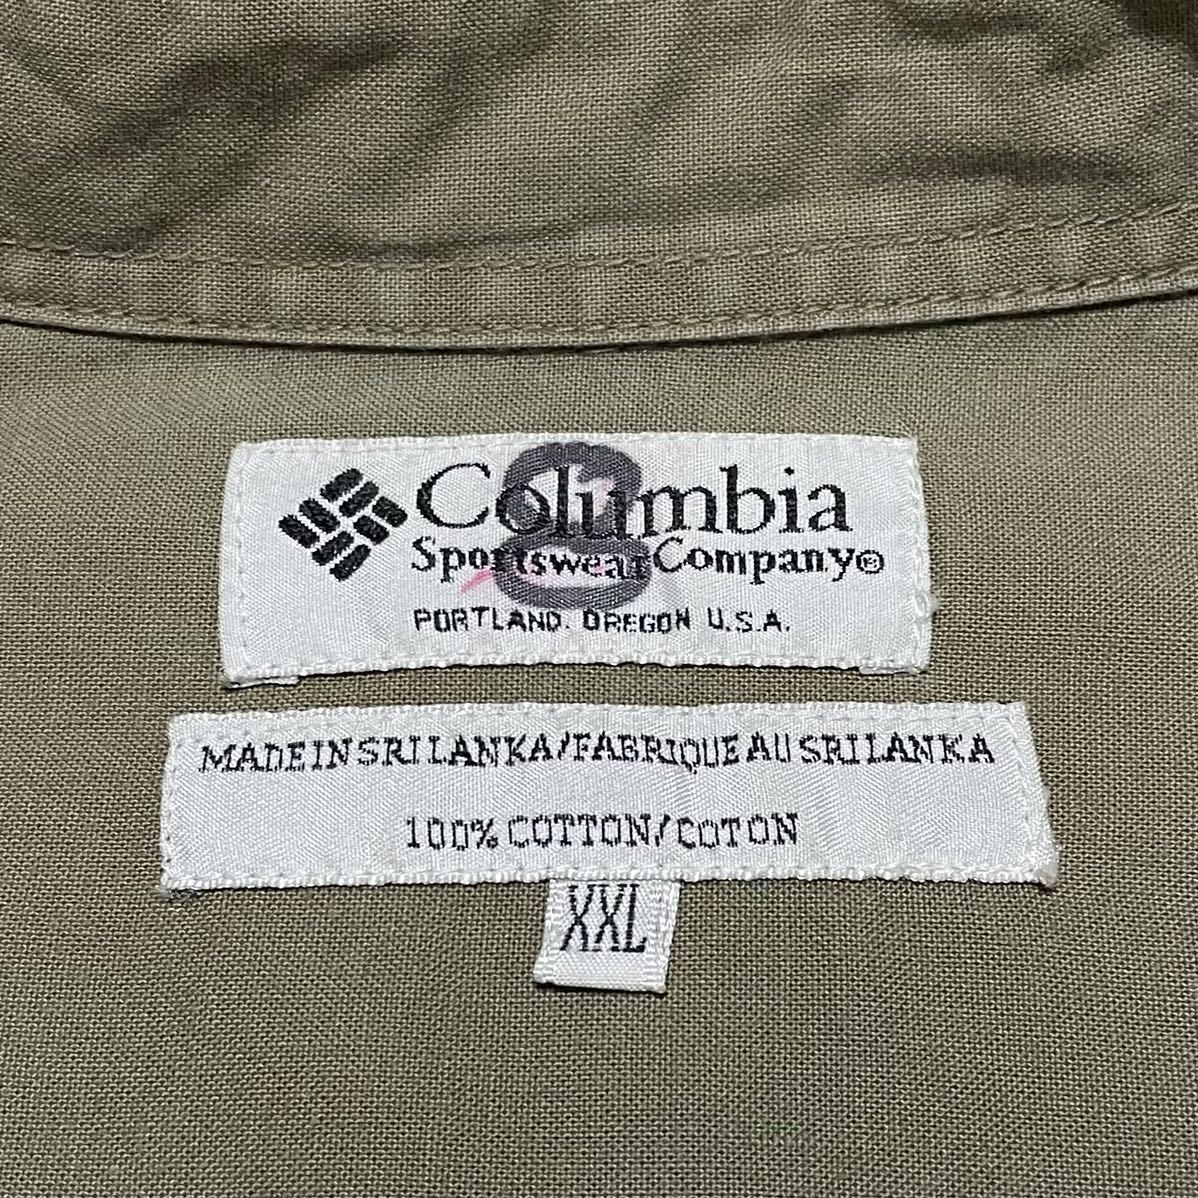 Columbia
Sportswear Company®
PORTLAND. OREGON U.S.A.
MADE IN SRI LANKA/FABRIQUE AU SRI LANKA
100% COTTON/COTON
XXL